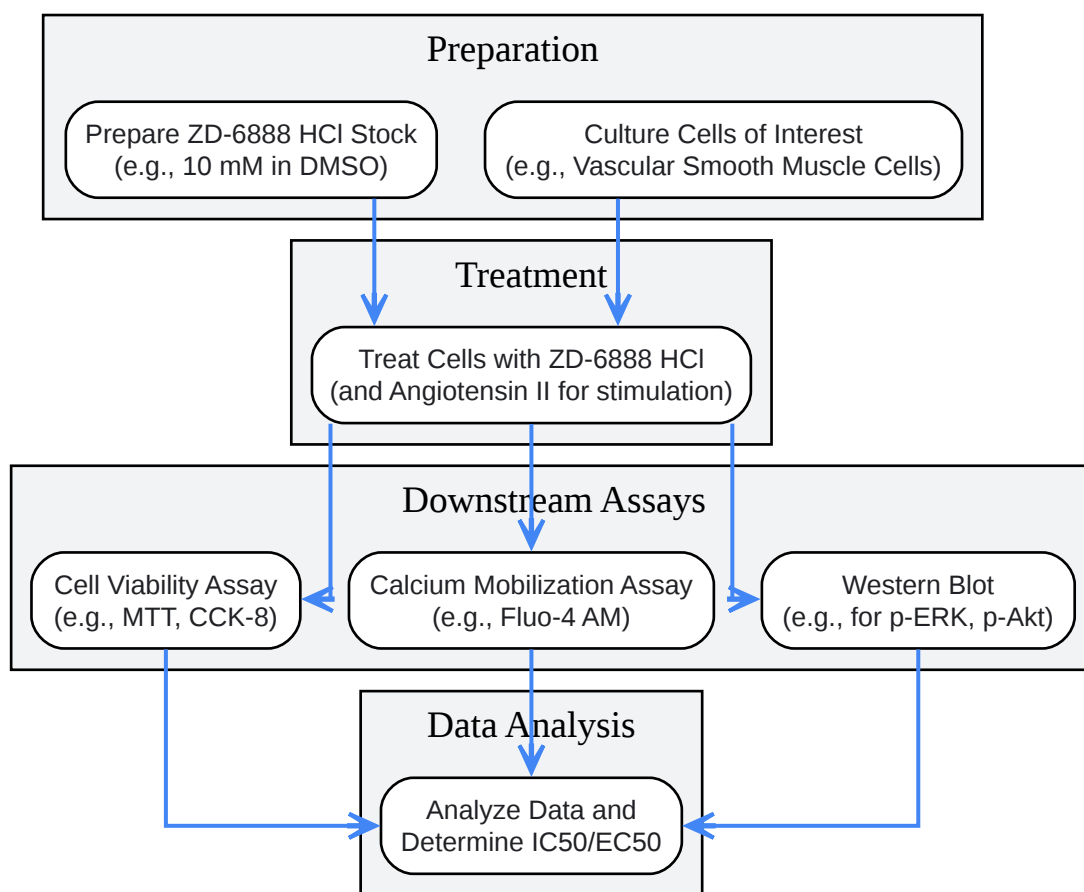 Preparation
Prepare ZD-6888 HCl Stock
(e.g., 10 mM in DMSO)
Culture Cells of Interest
(e.g., Vascular Smooth Muscle Cells)
Treatment
Treat Cells with ZD-6888 HCl
(and Angiotensin II for stimulation)
Downstream Assays
Cell Viability Assay
(e.g., MTT, CCK-8)
Calcium Mobilization Assay
(e.g., Fluo-4 AM)
Western Blot
(e.g., for p-ERK, p-Akt)
Data Analysis
Analyze Data and
Determine IC50/EC50